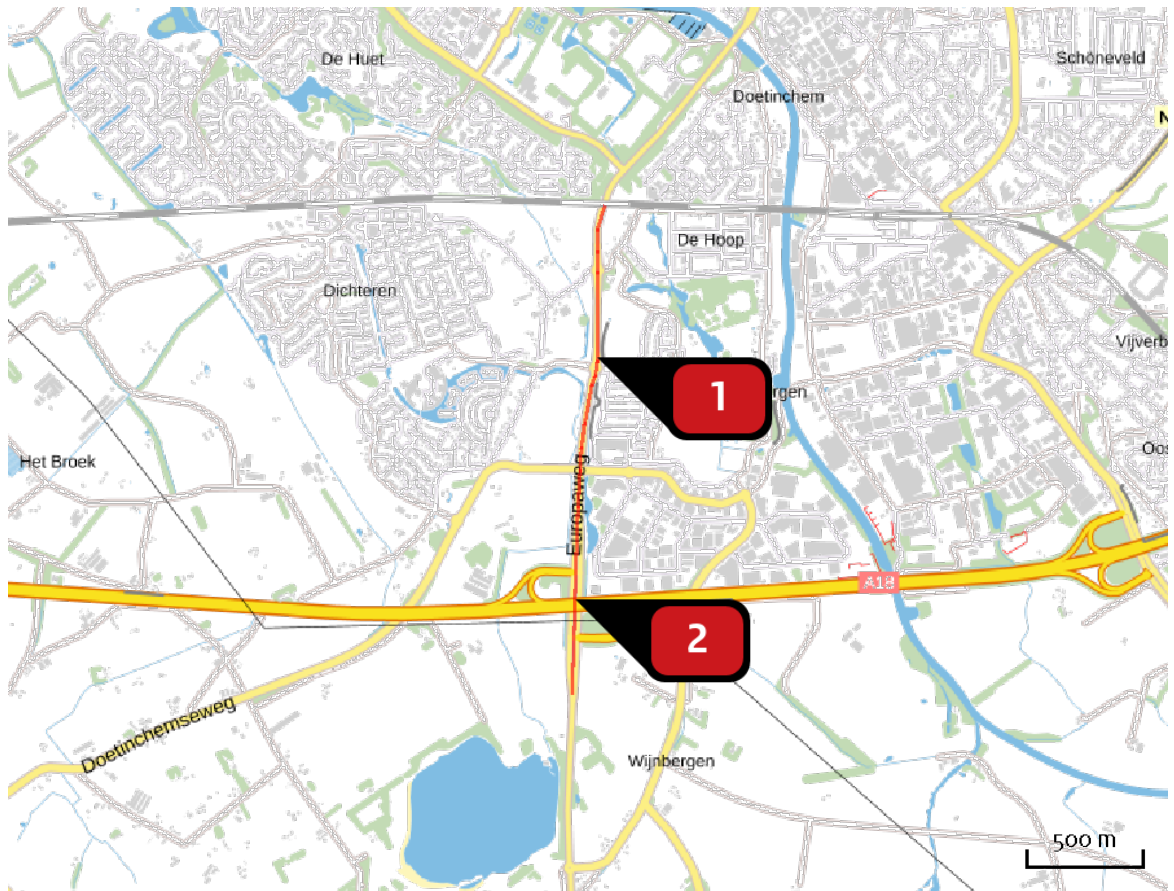 De Huet
Schöneveld
Doetinchem
N
De Hoop
Dichteren
Vijverb
1
rgen
Het Broek
Oos
Europaweg
A18
2
Doetinchemseweg
Wijnbergen
500 m